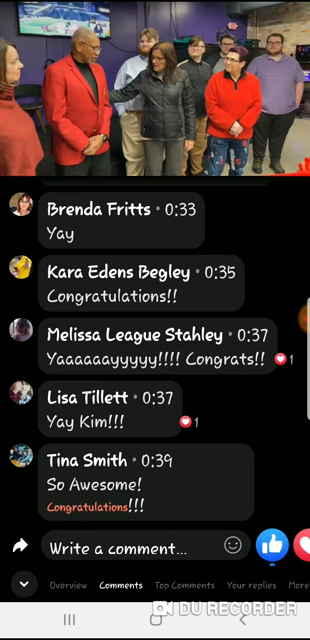 Brenda Fritts • 0:33
Yay
Kara Edens Begley • 0:35
Congratulations!!
Melissa League Stahley • 0:37
Yaaaaaayyyyy!!!! Congrats!!
1
Lisa Tillett • 0:37
Yay Kim!!!
1
Tina Smith • 0:39
So Awesome!
Congratulations!!!
Write a comment...
Overview Comments Top Comments Your replies More
DU RECORDER